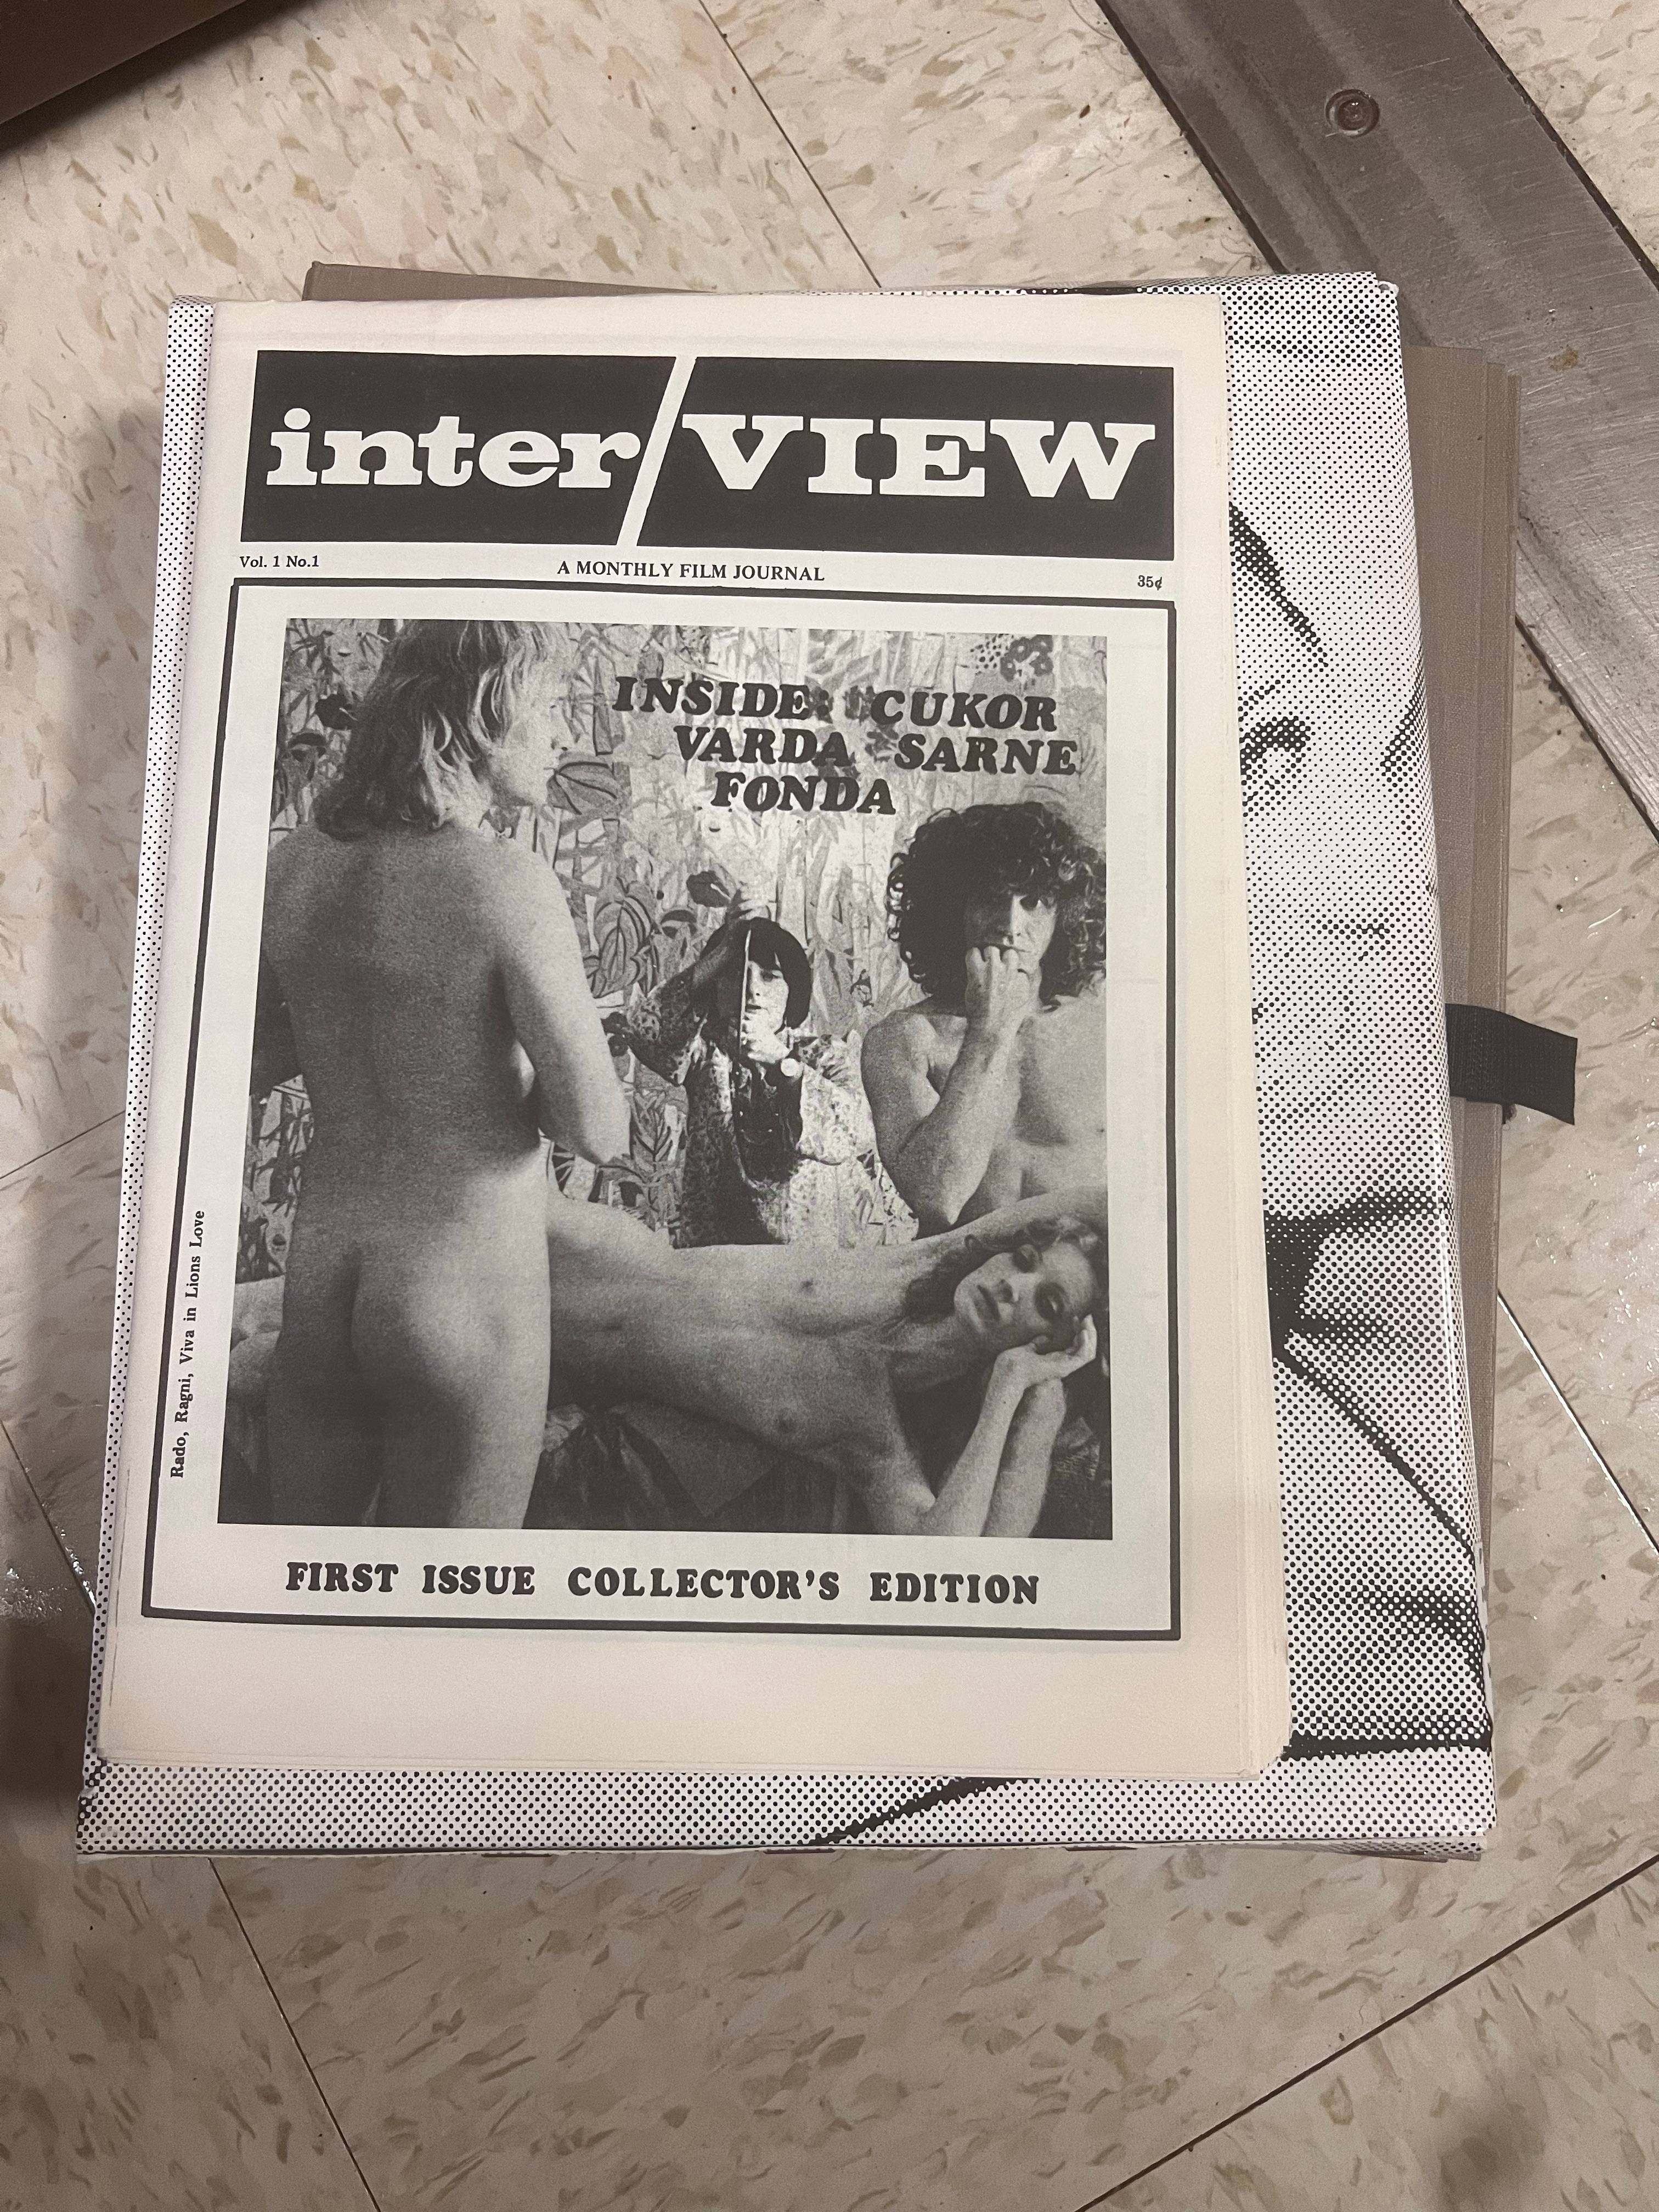 inter/VIEW
Vol. 1 No.1 A MONTHLY FILM JOURNAL 35¢
INSIDE: CUKOR
VARDA SARNE
FONDA
Rado, Ragni, Viva in Lions Love
FIRST ISSUE COLLECTOR'S EDITION